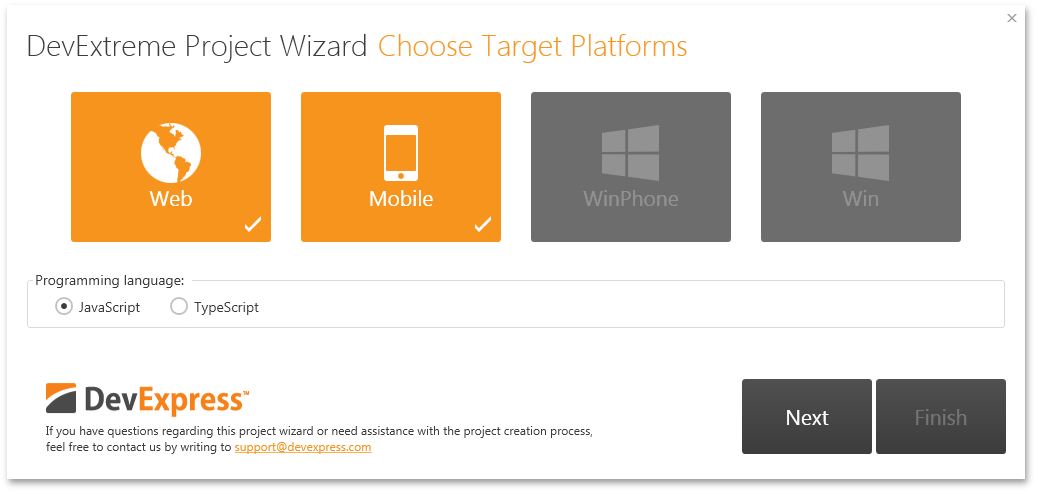 DevExtreme Project Wizard Choose Target Platforms
Web
Mobile
WinPhone
Win
Programming language:
JavaScript
TypeScript
DevExpress™
If you have questions regarding this project wizard or need assistance with the project creation process,
feel free to contact us by writing to support@devexpress.com
Next
Finish